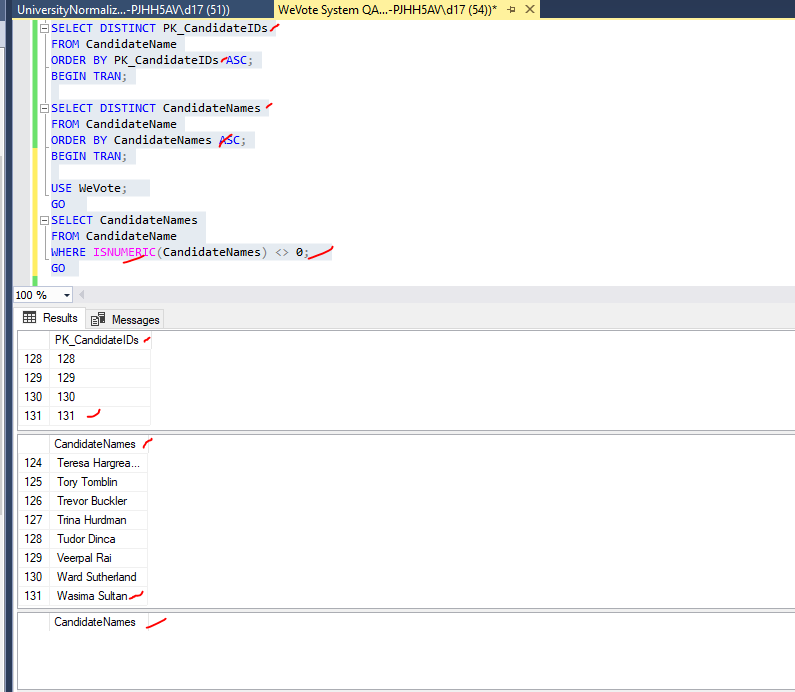 UniversityNormaliz...-PJHH5AV\d17 (51))
WeVote System QA...-PJHH5AV\d17 (54))*
SELECT DISTINCT PK_CandidateIDs
FROM CandidateName
ORDER BY PK_CandidateIDs ASC;
BEGIN TRAN;
SELECT DISTINCT CandidateNames
FROM CandidateName
ORDER BY CandidateNames ASC;
BEGIN TRAN;
USE WeVote;
GO
SELECT CandidateNames
FROM CandidateName
WHERE ISNUMERIC(CandidateNames) <> 0;
GO
100 %
Results Messages
PK_CandidateIDs
128 128
129 129
130 130
131 131
CandidateNames
124 Teresa Hargrea...
125 Tory Tomblin
126 Trevor Buckler
127 Trina Hurdman
128 Tudor Dinca
129 Veerpal Rai
130 Ward Sutherland
131 Wasima Sultan
CandidateNames